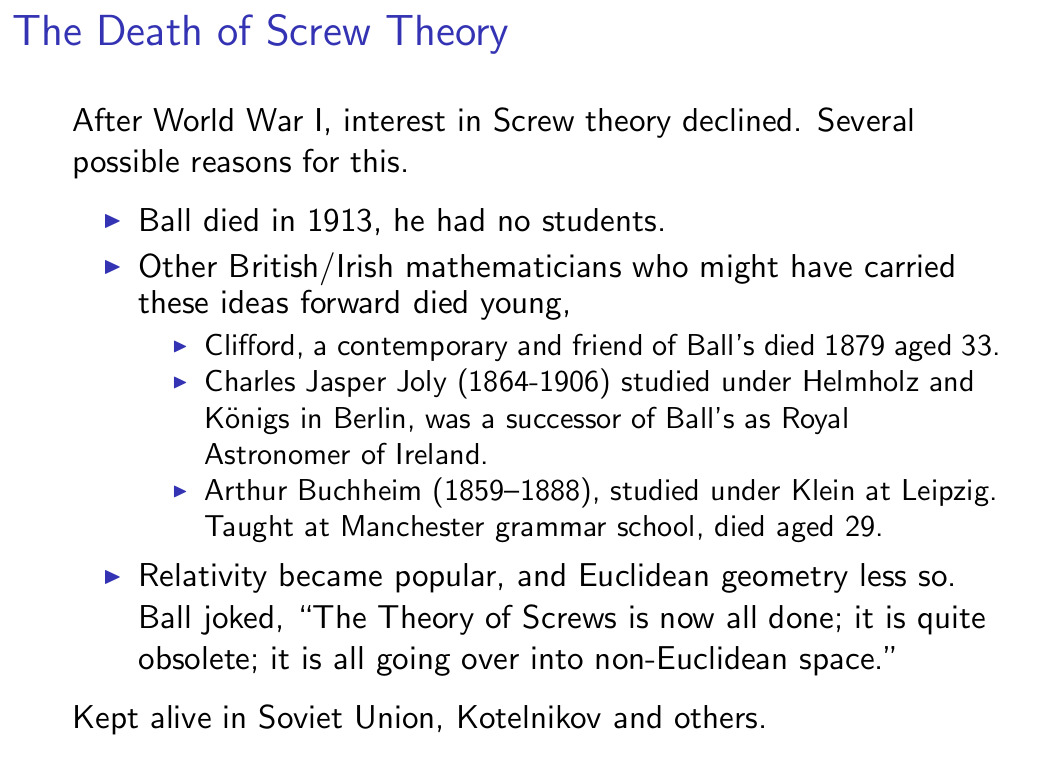 The Death of Screw Theory
After World War I, interest in Screw theory declined. Several
possible reasons for this.
▶ Ball died in 1913, he had no students.
▶ Other British/Irish mathematicians who might have carried
these ideas forward died young,
▶ Clifford, a contemporary and friend of Ball's died 1879 aged 33.
▶ Charles Jasper Joly (1864-1906) studied under Helmholz and
Königs in Berlin, was a successor of Ball's as Royal
Astronomer of Ireland.
▶ Arthur Buchheim (1859–1888), studied under Klein at Leipzig.
Taught at Manchester grammar school, died aged 29.
▶ Relativity became popular, and Euclidean geometry less so.
Ball joked, “The Theory of Screws is now all done; it is quite
obsolete; it is all going over into non-Euclidean space.”
Kept alive in Soviet Union, Kotelnikov and others.